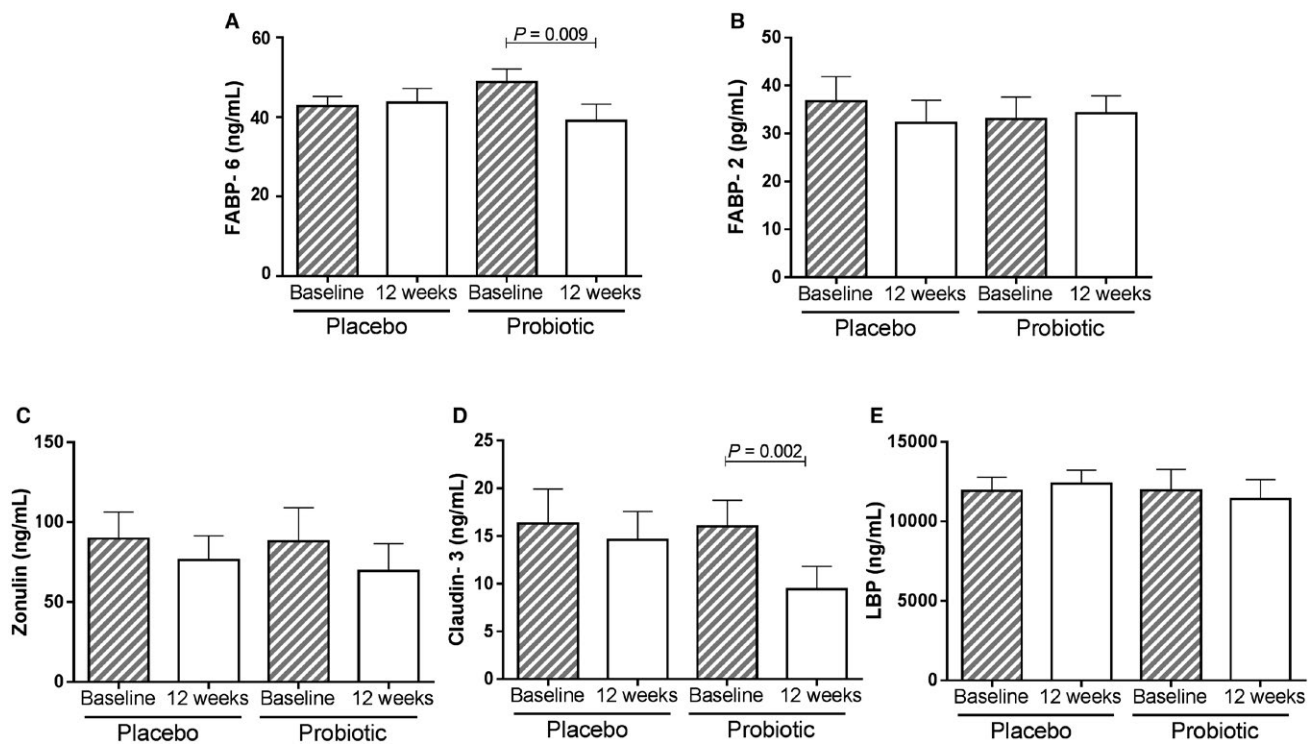 A
FABP- 6 (ng/mL)
60
40
20
0
P = 0.009
Baseline 12 weeks Baseline 12 weeks
Placebo Probiotic
B
FABP- 2 (pg/mL)
50
40
30
20
10
0
Baseline 12 weeks Baseline 12 weeks
Placebo Probiotic
C
Zonulin (ng/mL)
150
100
50
0
Baseline 12 weeks Baseline 12 weeks
Placebo Probiotic
D
Claudin- 3 (ng/mL)
25
20
15
10
5
0
P = 0.002
Baseline 12 weeks Baseline 12 weeks
Placebo Probiotic
E
LBP (ng/mL)
15000
10000
5000
0
Baseline 12 weeks Baseline 12 weeks
Placebo Probiotic